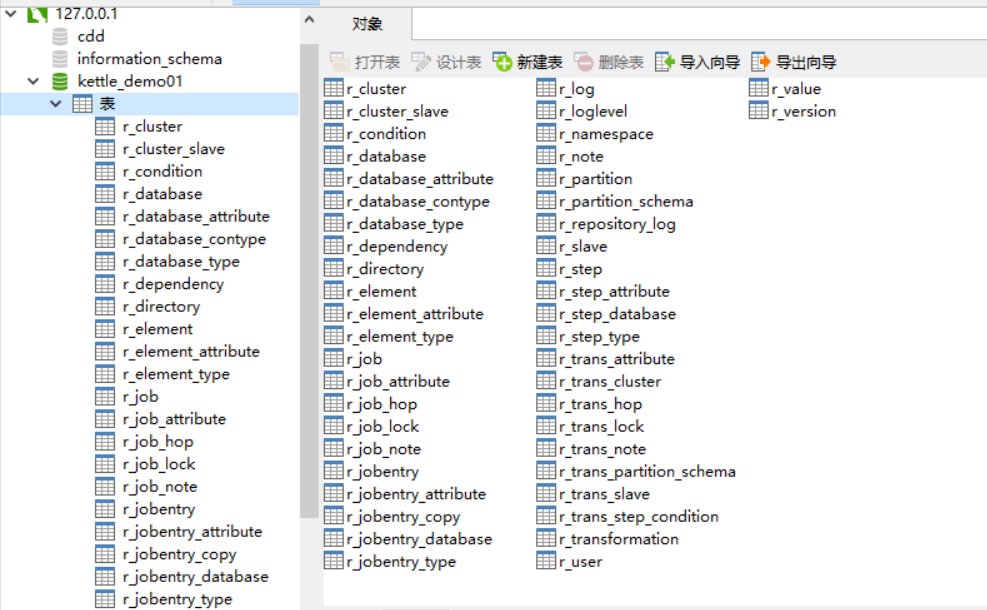 127.0.0.1
cdd
information_schema
kettle_demo01
表
r_cluster
r_cluster_slave
r_condition
r_database
r_database_attribute
r_database_contype
r_database_type
r_dependency
r_directory
r_element
r_element_attribute
r_element_type
r_job
r_job_attribute
r_job_hop
r_job_lock
r_job_note
r_jobentry
r_jobentry_attribute
r_jobentry_copy
r_jobentry_database
r_jobentry_type
对象
打开表 设计表 新建表 删除表 导入向导 导出向导
r_cluster
r_cluster_slave
r_condition
r_database
r_database_attribute
r_database_contype
r_database_type
r_dependency
r_directory
r_element
r_element_attribute
r_element_type
r_job
r_job_attribute
r_job_hop
r_job_lock
r_job_note
r_jobentry
r_jobentry_attribute
r_jobentry_copy
r_jobentry_database
r_jobentry_type
r_log
r_loglevel
r_namespace
r_note
r_partition
r_partition_schema
r_repository_log
r_slave
r_step
r_step_attribute
r_step_database
r_step_type
r_trans_attribute
r_trans_cluster
r_trans_hop
r_trans_lock
r_trans_note
r_trans_partition_schema
r_trans_slave
r_trans_step_condition
r_transformation
r_user
r_value
r_version